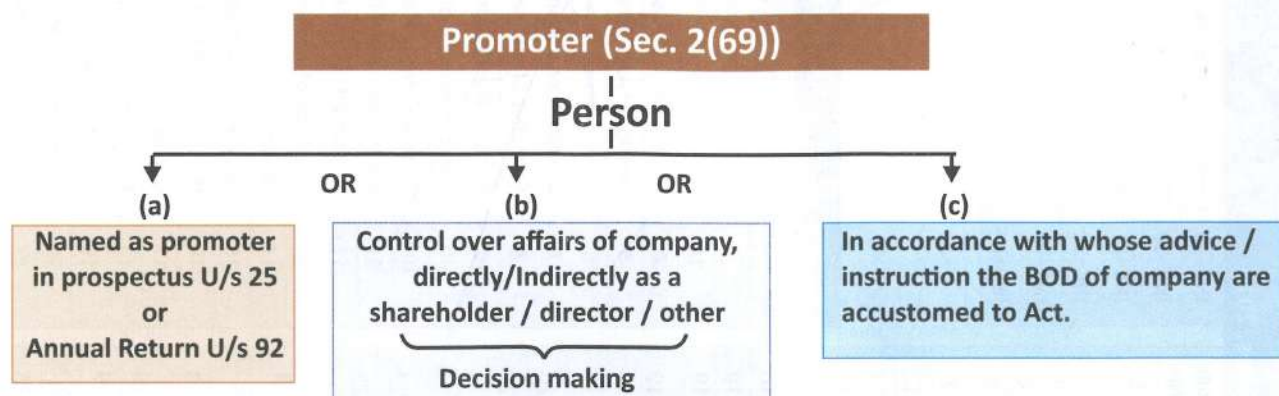 Promoter (Sec. 2(69))
Person
OR
OR
(a)
(b)
(c)
Named as promoter
in prospectus U/s 25
or
Annual Return U/s 92
Control over affairs of company,
directly/Indirectly as a
shareholder / director / other
Decision making
In accordance with whose advice /
instruction the BOD of company are
accustomed to Act.